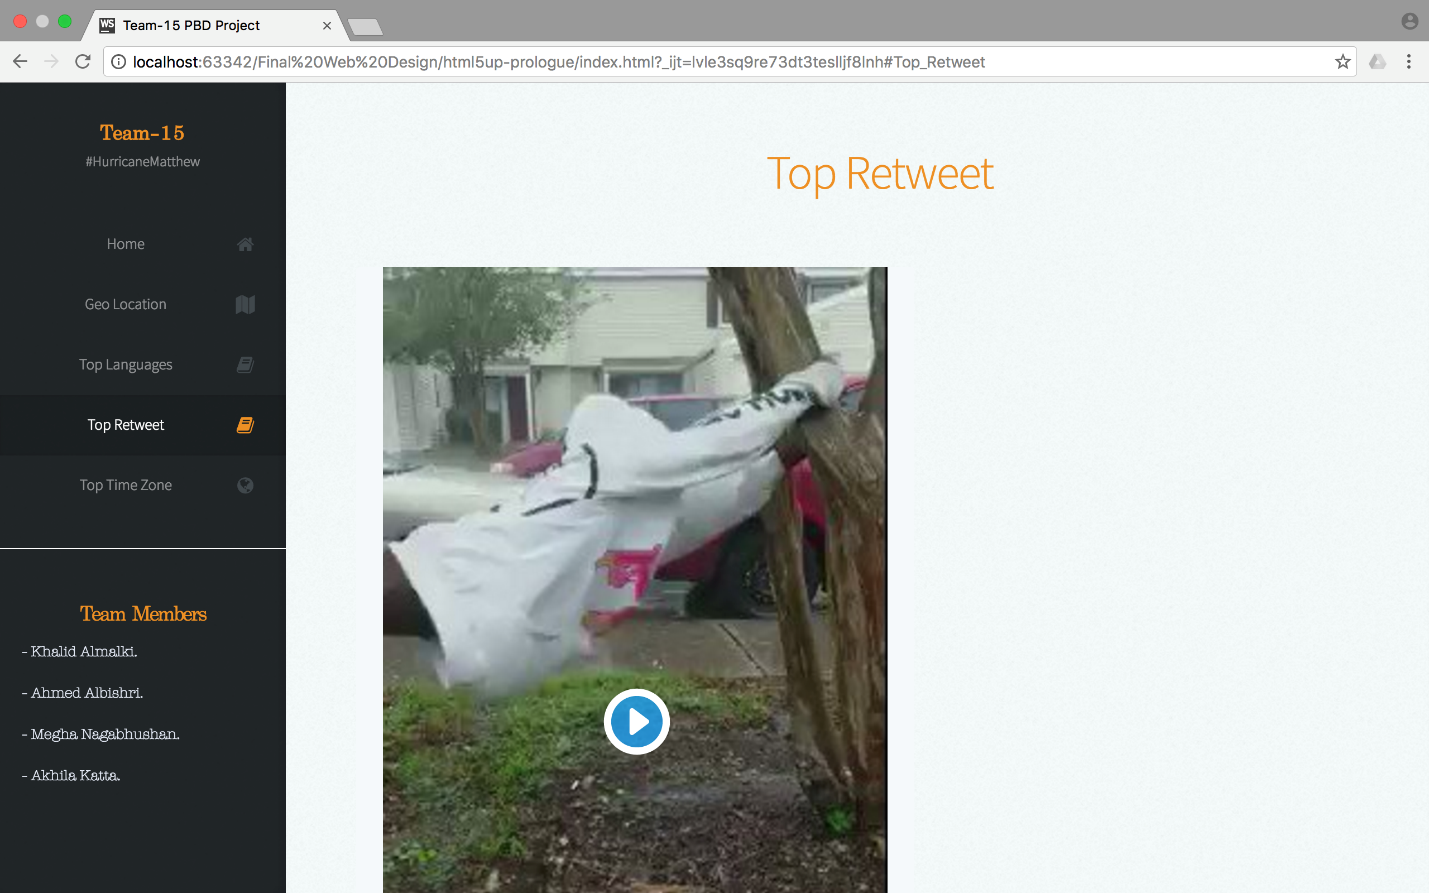 WS
Team-15 PBD Project
localhost:63342/Final%20Web%20Design/html5up-prologue/index.html?_ijt=lvle3sq9re73dt3teslljf8lnh#Top_Retweet
Team-15
#HurricaneMatthew
Home
Geo Location
Top Languages
Top Retweet
Top Time Zone
Team Members
- Khalid Almalki.
- Ahmed Albishri.
- Megha Nagabhushan.
- Akhila Katta.
Top Retweet